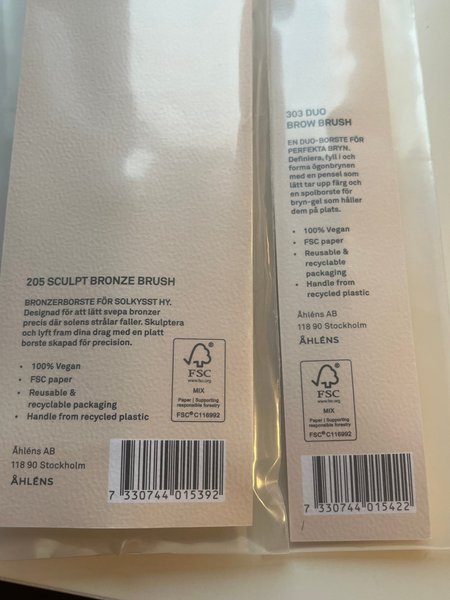 205 SCULPT BRONZE BRUSH
BRONZERBORSTE FÖR SOLKYSST HY.
Designad för att lätt svepa bronzer
precis där solens strålar faller. Skulptera
och lyft fram dina drag med en platt
borste skapad för precision.
• 100% Vegan
• FSC paper
• Reusable &
recyclable packaging
• Handle from recycled plastic
Åhléns AB
118 90 Stockholm
ÅHLÉNS
FSC
www.fsc.org
MIX
Paper | Supporting
responsible forestry
FSC® C116992
7 330744 015392
303 DUO
BROW BRUSH
EN DUO-BORSTE FÖR
PERFEKTA BRYN.
Definiera, fyll i och
forma ögonbrynen
med en pensel som
lätt tar upp färg och
en spolborste för
bryn-gel som håller
dem på plats.
• 100% Vegan
• FSC paper
• Reusable &
recyclable
packaging
• Handle from
recycled plastic
Åhléns AB
118 90 Stockholm
ÅHLÉNS
FSC
www.fsc.org
MIX
Paper | Supporting
responsible forestry
FSC® C116992
7 330744 015422